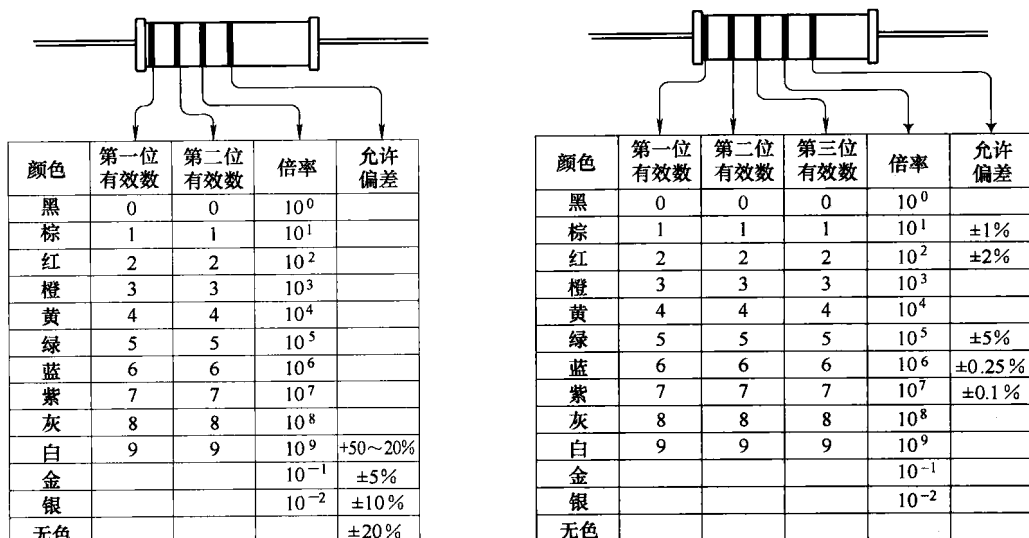 颜色 第一位有效数 第二位有效数 倍率 允许偏差
黑 0 0 10⁰
棕 1 1 10¹
红 2 2 10²
橙 3 3 10³
黄 4 4 10⁴
绿 5 5 10⁵
蓝 6 6 10⁶
紫 7 7 10⁷
灰 8 8 10⁸
白 9 9 10⁹ +50～20%
金 10⁻¹ ±5%
银 10⁻² ±10%
无色 ±20%
颜色 第一位有效数 第二位有效数 第三位有效数 倍率 允许偏差
黑 0 0 0 10⁰
棕 1 1 1 10¹ ±1%
红 2 2 2 10² ±2%
橙 3 3 3 10³
黄 4 4 4 10⁴
绿 5 5 5 10⁵ ±5%
蓝 6 6 6 10⁶ ±0.25%
紫 7 7 7 10⁷ ±0.1%
灰 8 8 8 10⁸
白 9 9 9 10⁹
金 10⁻¹
银 10⁻²
无色